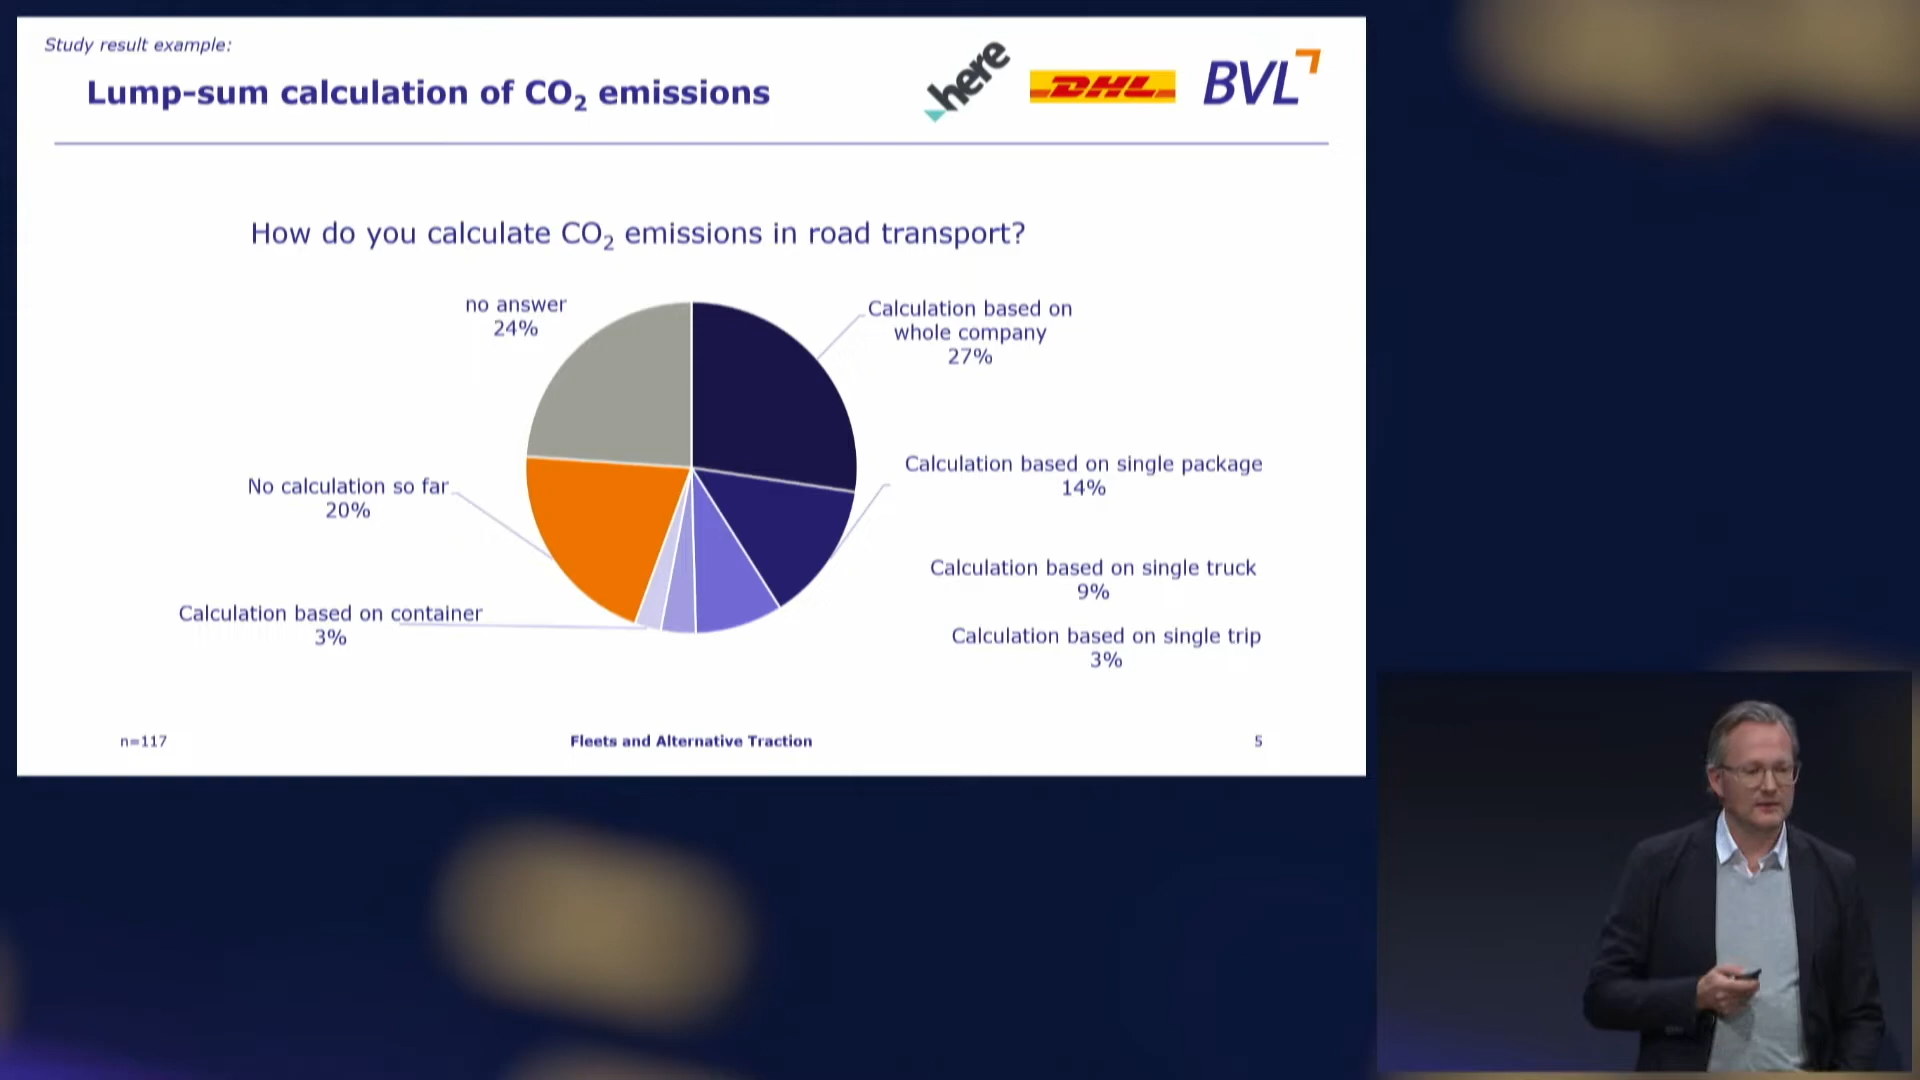 Study result example:
Lump-sum calculation of CO₂ emissions
here
DHL
BVL
How do you calculate CO₂ emissions in road transport?
no answer
24%
Calculation based on
whole company
27%
Calculation based on single package
14%
No calculation so far
20%
Calculation based on single truck
9%
Calculation based on container
3%
Calculation based on single trip
3%
n=117
Fleets and Alternative Traction
5